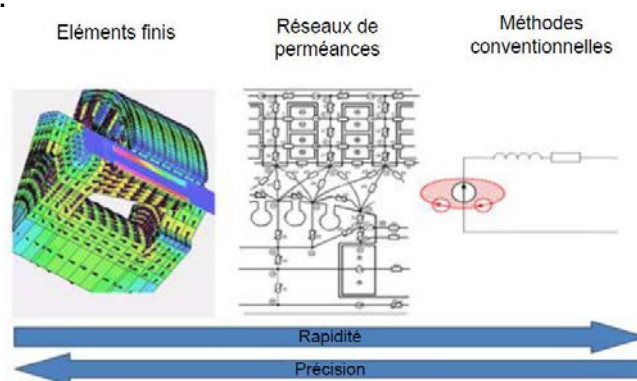 Eléments finis
Réseaux de
perméances
Méthodes
conventionnelles
Rapidité
Précision